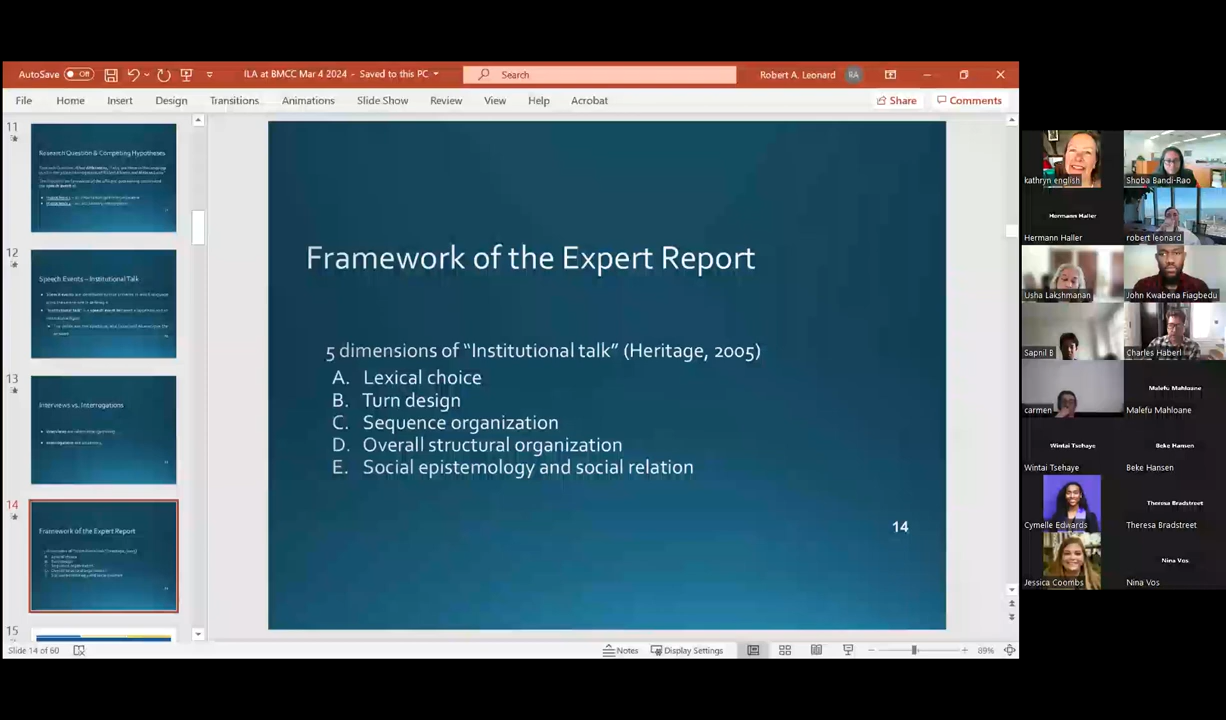 AutoSave Off
ILA at BMCC Mar 4 2024 - Saved to this PC
Search
Robert A. Leonard RA
File Home Insert Design Transitions Animations Slide Show Review View Help Acrobat
Share Comments
11
Research Question & Competing Hypotheses
12
Speech Events – Institutional Talk
13
Interviews vs. Interrogations
14
Framework of the Expert Report
15
Framework of the Expert Report
5 dimensions of “Institutional talk” (Heritage, 2005)
A. Lexical choice
B. Turn design
C. Sequence organization
D. Overall structural organization
E. Social epistemology and social relation
14
Slide 14 of 60
Notes Display Settings 89%
kathryn english
Shoba Bandi-Rao
Hermann Haller
Hermann Haller
robert leonard
Usha Lakshmanan
John Kwabena Fiagbedu
Sapnil B
Charles Haberl
carmen
Malefu Mahloane
Malefu Mahloane
Wintai Tsehaye
Wintai Tsehaye
Beke Hansen
Beke Hansen
Cymelle Edwards
Theresa Bradstreet
Theresa Bradstreet
Jessica Coombs
Nina Vos
Nina Vos